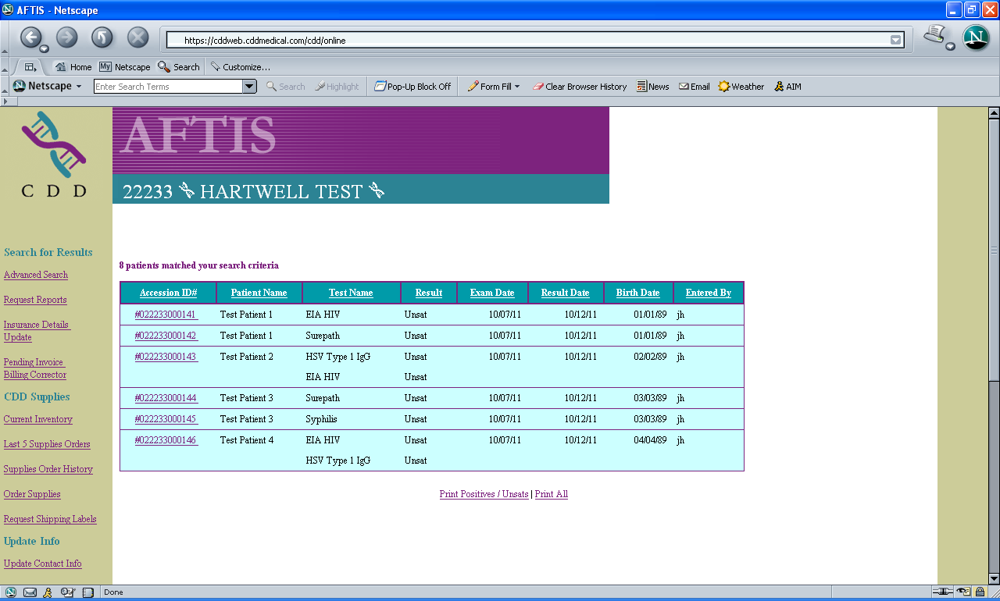 AFTIS - Netscape
https://cddweb.cddmedical.com/cdd/online
N
Home My Netscape Search Customize...
N Netscape Enter Search Terms Search Highlight Pop-Up Block Off Form Fill Clear Browser History News Email Weather AIM
CDD
AFTIS
22233 HARTWELL TEST
Search for Results
Advanced Search
Request Reports
Insurance Details
Update
Pending Invoice
Billing Corrector
CDD Supplies
Current Inventory
Last 5 Supplies Orders
Supplies Order History
Order Supplies
Request Shipping Labels
Update Info
Update Contact Info
8 patients matched your search criteria
Accession ID# Patient Name Test Name Result Exam Date Result Date Birth Date Entered By
#022233000141 Test Patient 1 EIA HIV Unsat 10/07/11 10/12/11 01/01/89 jh
#022233000142 Test Patient 1 Surepath Unsat 10/07/11 10/12/11 01/01/89 jh
#022233000143 Test Patient 2 HSV Type 1 IgG Unsat 10/07/11 10/12/11 02/02/89 jh
EIA HIV Unsat
#022233000144 Test Patient 3 Surepath Unsat 10/07/11 10/12/11 03/03/89 jh
#022233000145 Test Patient 3 Syphilis Unsat 10/07/11 10/12/11 03/03/89 jh
#022233000146 Test Patient 4 EIA HIV Unsat 10/07/11 10/12/11 04/04/89 jh
HSV Type 1 IgG Unsat
Print Positives / Unsats | Print All
Done